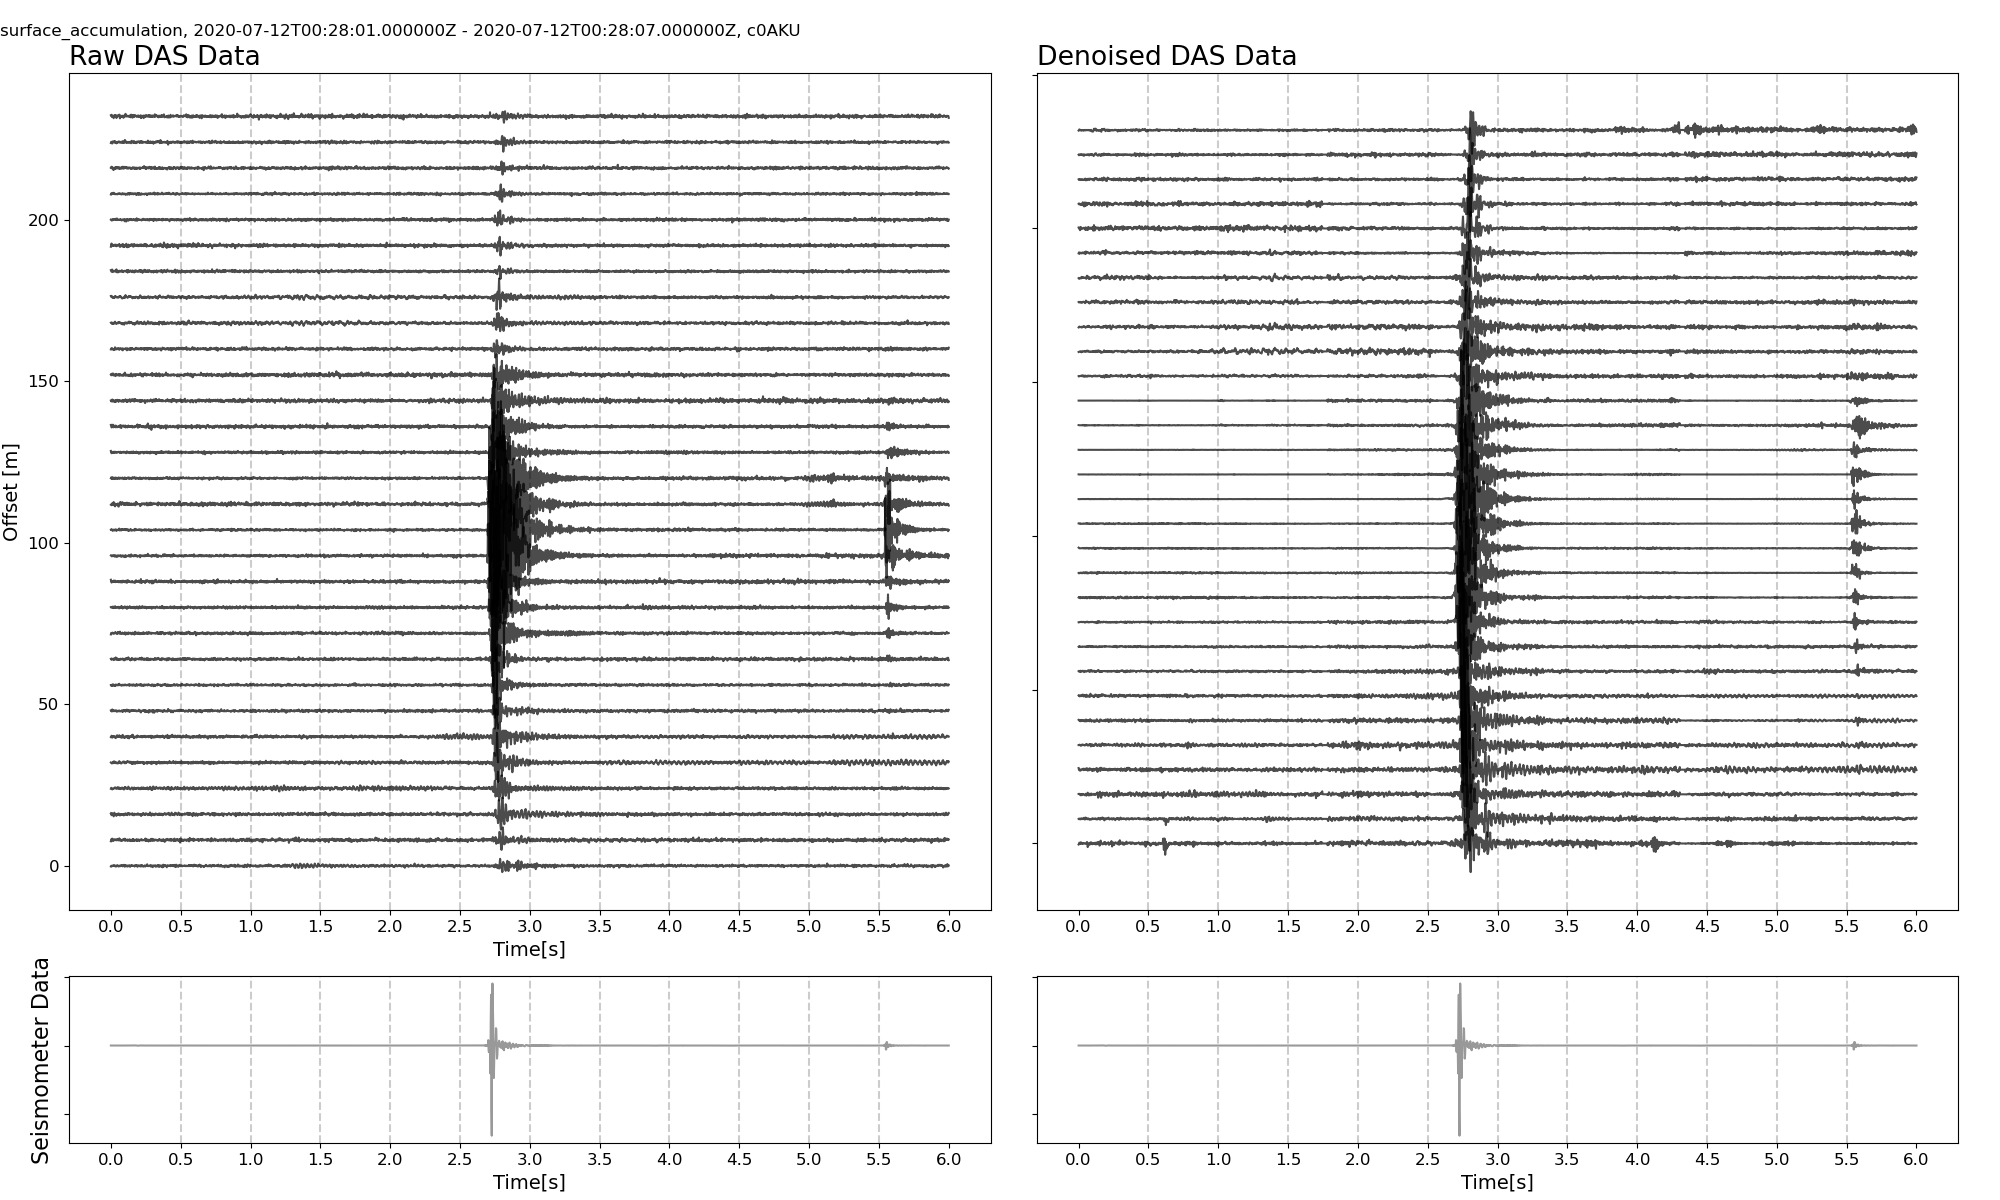 surface_accumulation, 2020-07-12T00:28:01.000000Z - 2020-07-12T00:28:07.000000Z, c0AKU
Raw DAS Data
Denoised DAS Data
Offset [m]
200
150
100
50
0
0.0 0.5 1.0 1.5 2.0 2.5 3.0 3.5 4.0 4.5 5.0 5.5 6.0
Time[s]
0.0 0.5 1.0 1.5 2.0 2.5 3.0 3.5 4.0 4.5 5.0 5.5 6.0
Seismometer Data
0.0 0.5 1.0 1.5 2.0 2.5 3.0 3.5 4.0 4.5 5.0 5.5 6.0
Time[s]
0.0 0.5 1.0 1.5 2.0 2.5 3.0 3.5 4.0 4.5 5.0 5.5 6.0
Time[s]